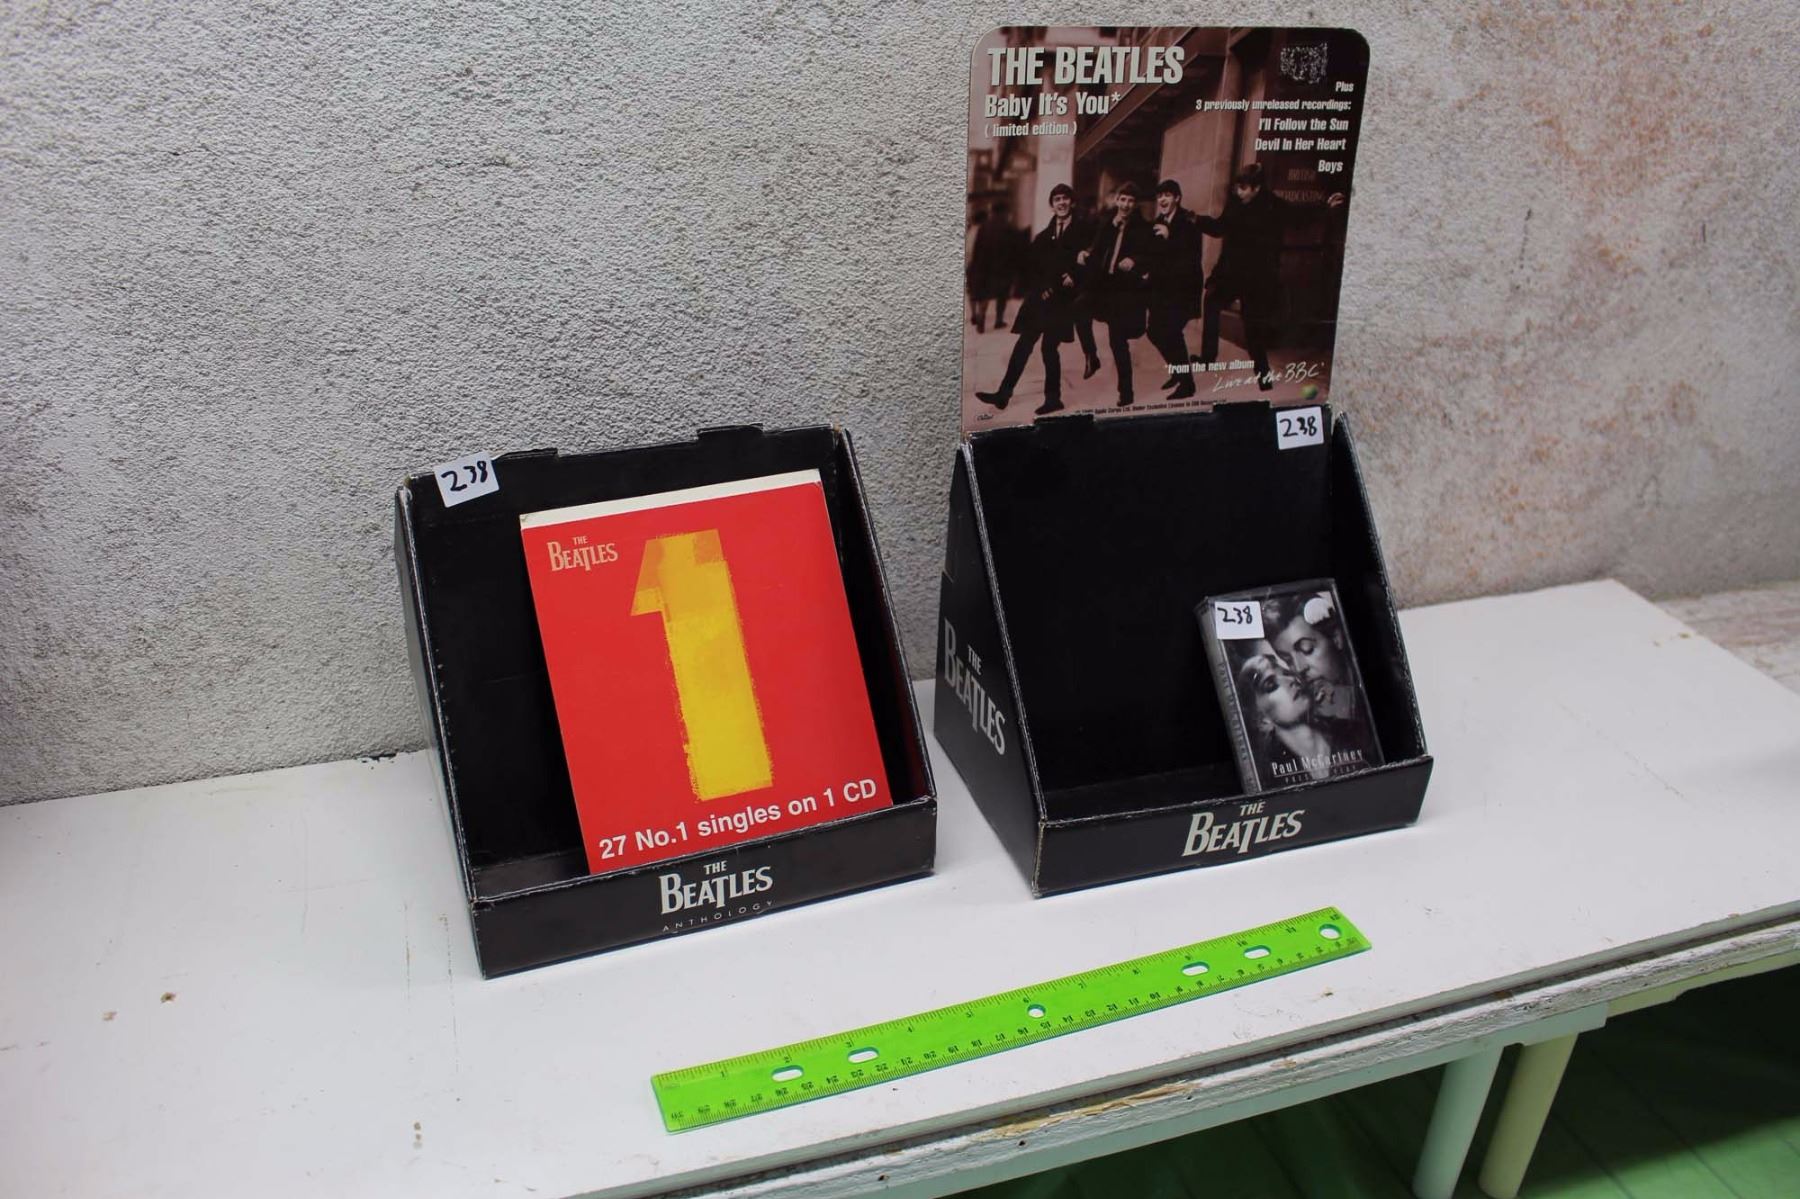 THE BEATLES
Baby It's You*
( limited edition )
Plus
3 previously unreleased recordings:
I'll Follow the Sun
Devil In Her Heart
Boys
BRITISH
BROADCASTING
*from the new album
'Live at the BBC'
238
238
THE
BEATLES
27 No.1 singles on 1 CD
THE
BEATLES
ANTHOLOGY
238
Paul McCartney
THE
BEATLES
THE
BEATLES